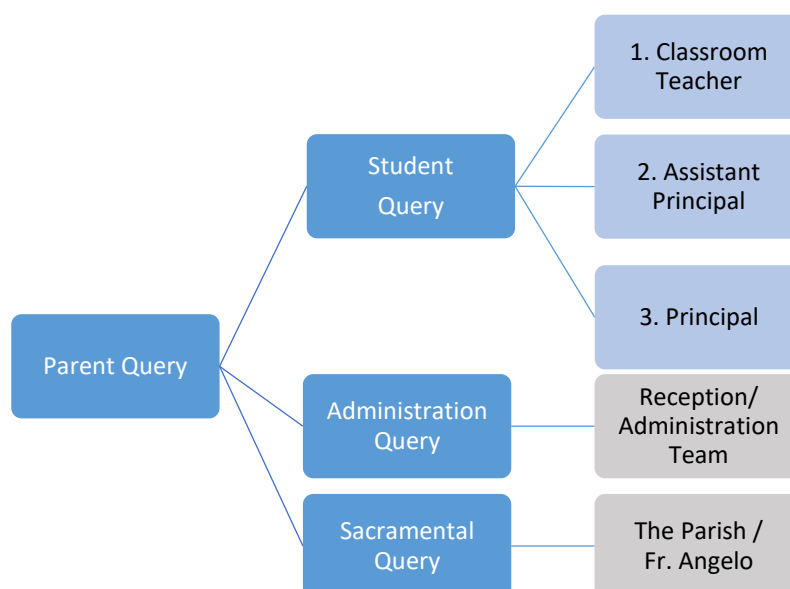 Parent Query
Student
Query
1. Classroom
Teacher
2. Assistant
Principal
3. Principal
Administration
Query
Reception/
Administration
Team
Sacramental
Query
The Parish /
Fr. Angelo